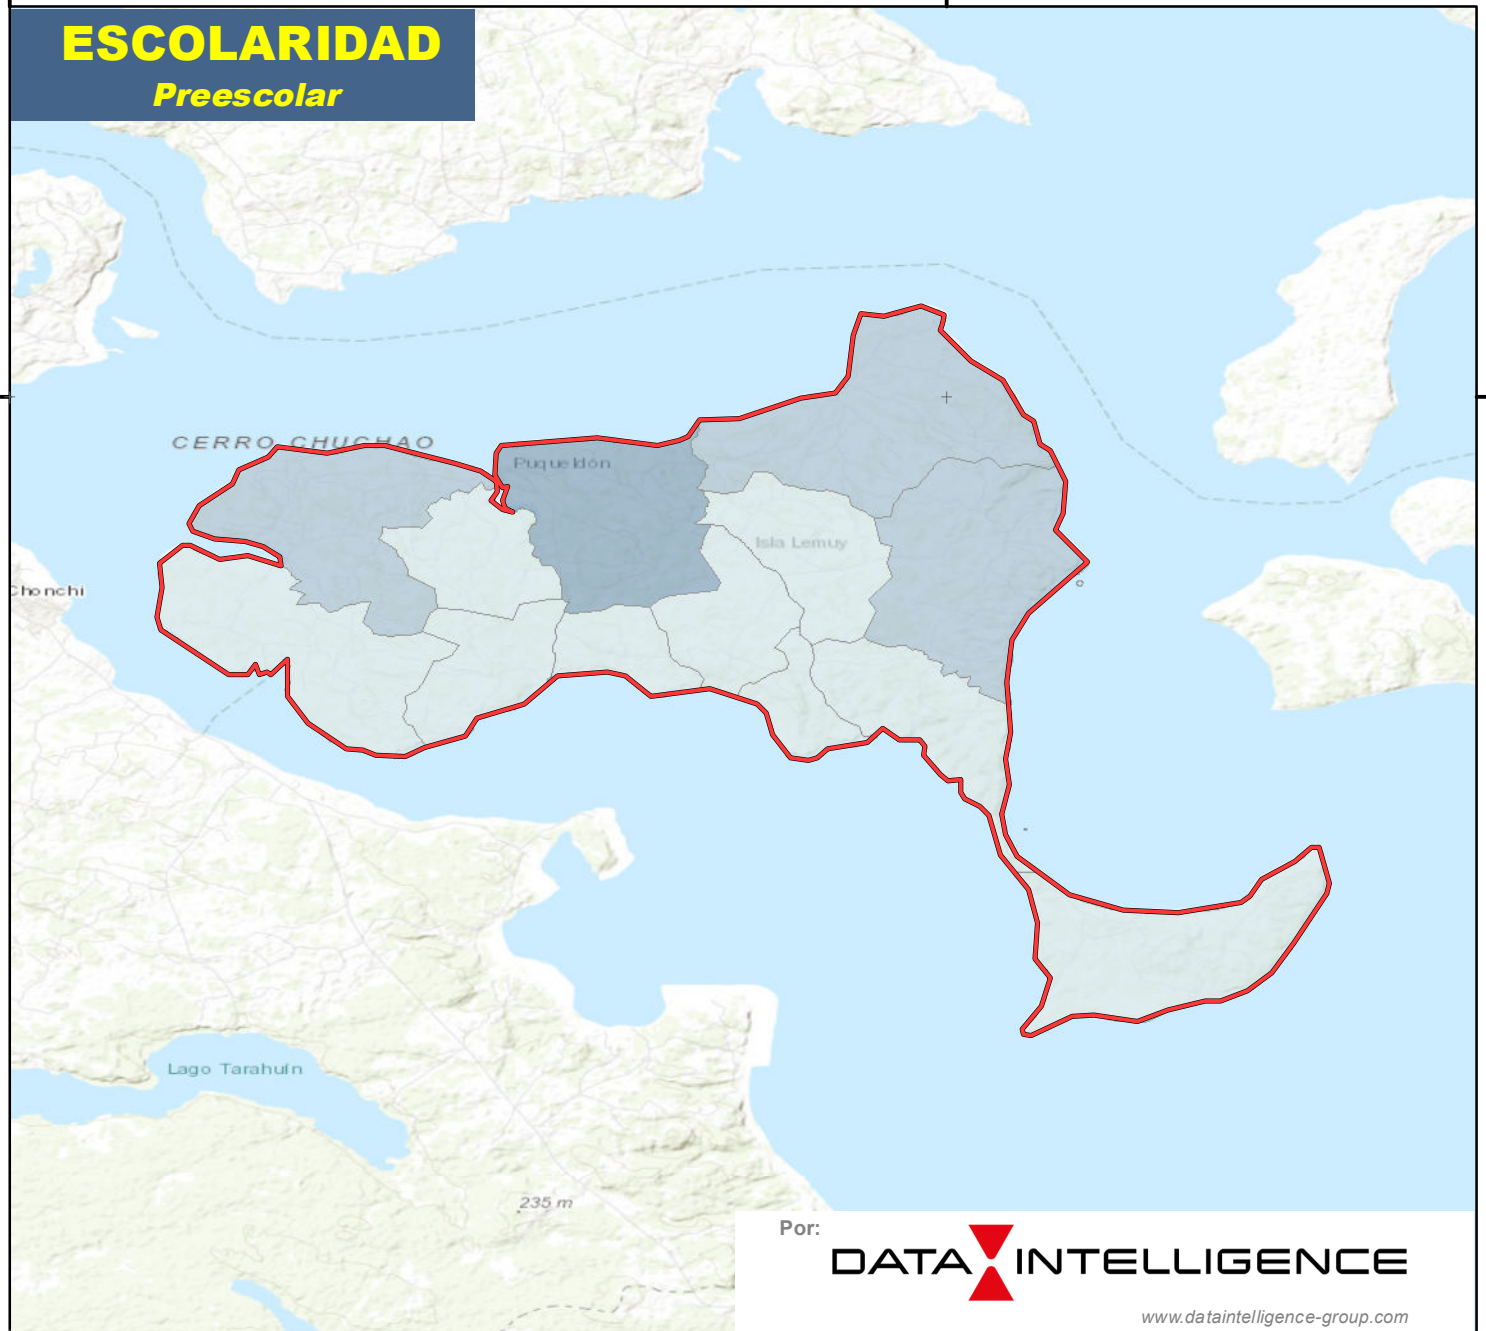 ESCOLARIDAD
Preescolar
CERRO CHUCHAO
Puqueldón
Isla Lemuy
Chonchi
Lago Tarahuín
235 m
Por:
DATA INTELLIGENCE
www.dataintelligence-group.com